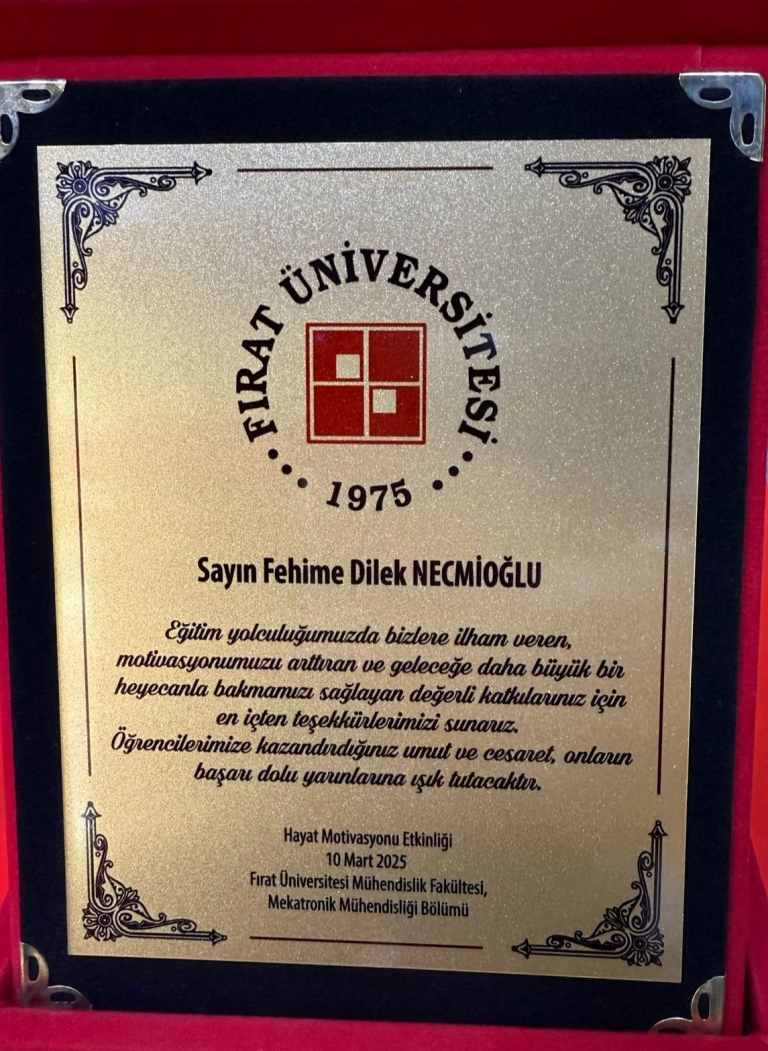 FIRAT ÜNİVERSİTESİ
1975
Sayın Fehime Dilek NECMİOĞLU
Eğitim yolculuğumuzda bizlere ilham veren,
motivasyonumuzu arttıran ve geleceğe daha büyük bir
heyecanla bakmamızı sağlayan değerli katkılarınız için
en içten teşekkürlerimizi sunarız.
Öğrencilerimize kazandırdığınız umut ve cesaret, onların
başarı dolu yarınlarına ışık tutacaktır.
Hayat Motivasyonu Etkinliği
10 Mart 2025
Fırat Üniversitesi Mühendislik Fakültesi,
Mekatronik Mühendisliği Bölümü